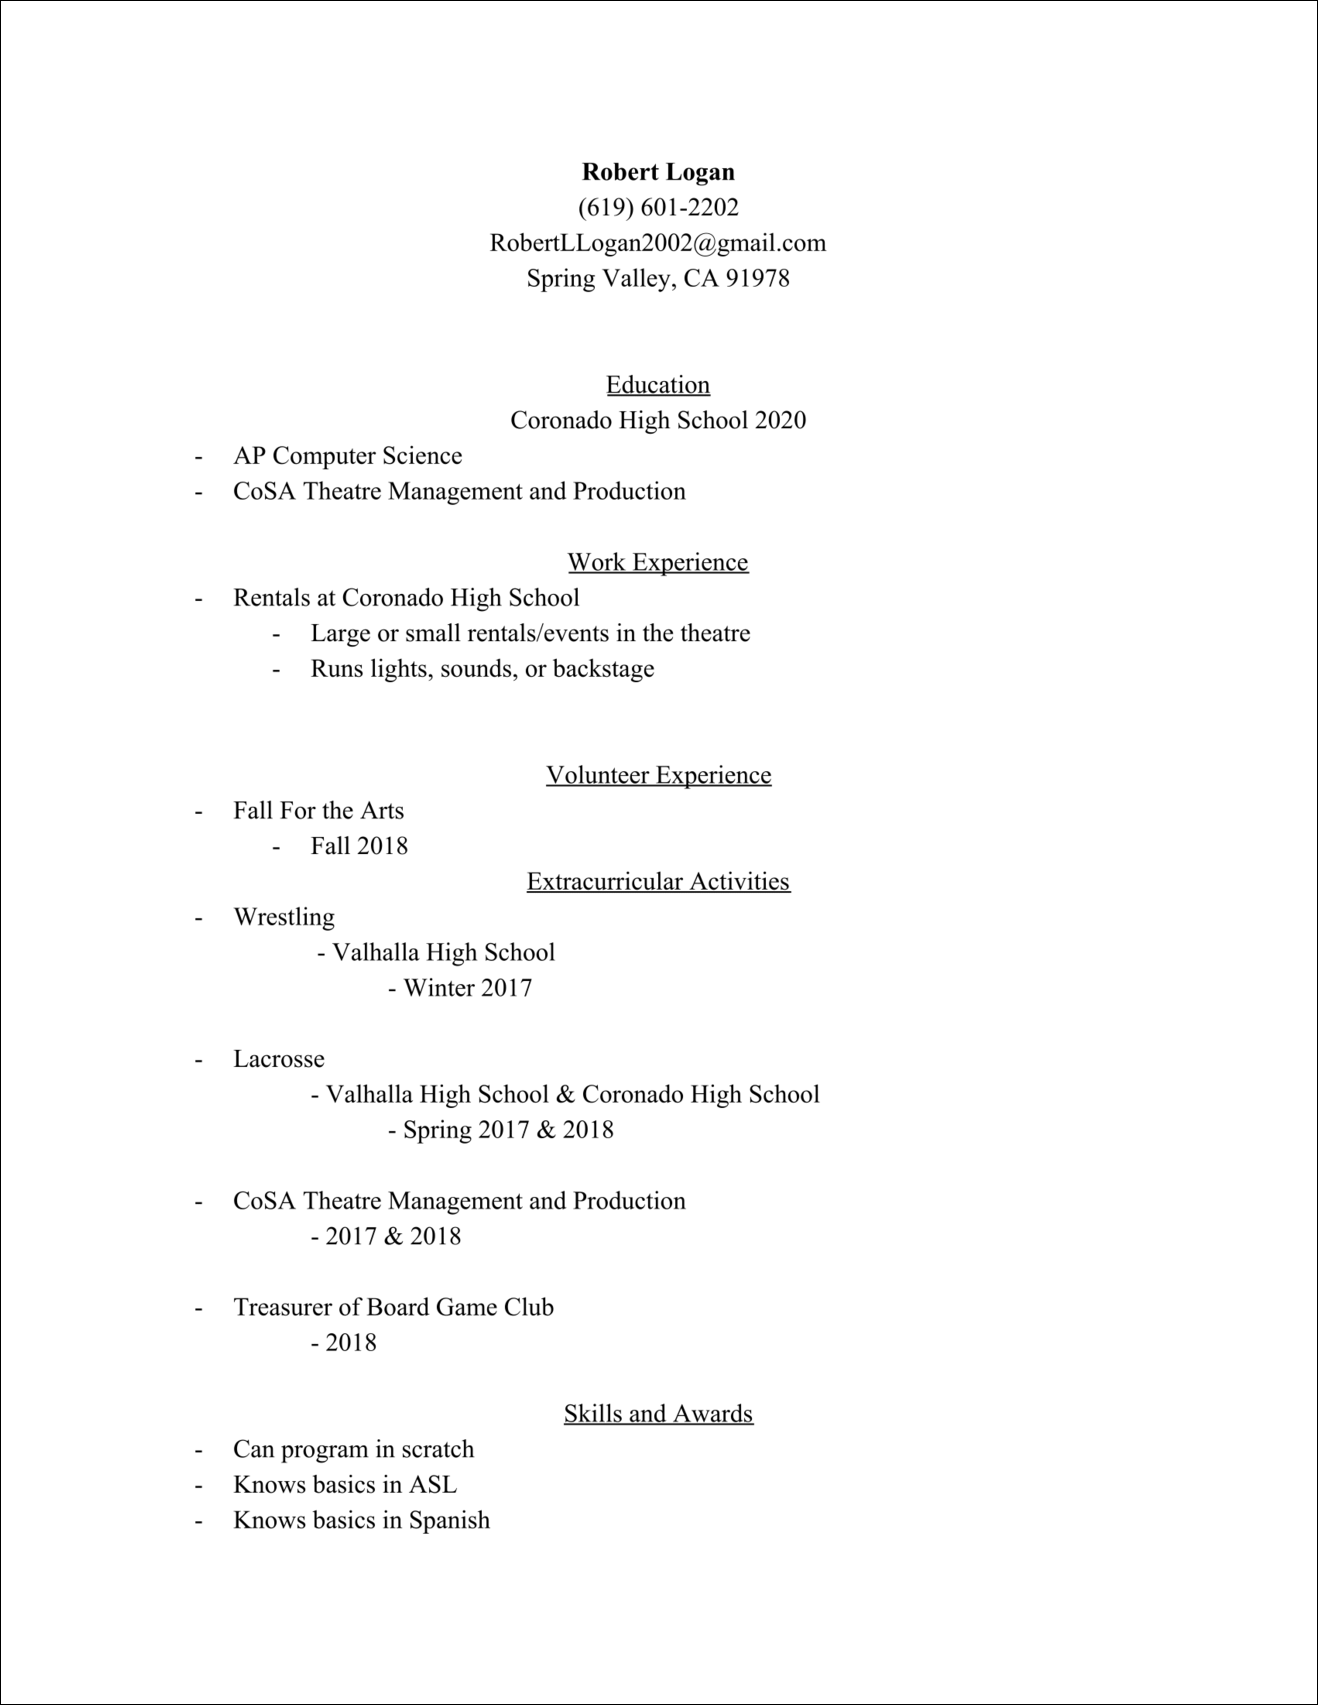 Robert Logan
(619) 601-2202
RobertLLogan2002@gmail.com
Spring Valley, CA 91978
Education
Coronado High School 2020
- AP Computer Science
- CoSA Theatre Management and Production
Work Experience
- Rentals at Coronado High School
- Large or small rentals/events in the theatre
- Runs lights, sounds, or backstage
Volunteer Experience
- Fall For the Arts
- Fall 2018
Extracurricular Activities
- Wrestling
- Valhalla High School
- Winter 2017
- Lacrosse
- Valhalla High School & Coronado High School
- Spring 2017 & 2018
- CoSA Theatre Management and Production
- 2017 & 2018
- Treasurer of Board Game Club
- 2018
Skills and Awards
- Can program in scratch
- Knows basics in ASL
- Knows basics in Spanish